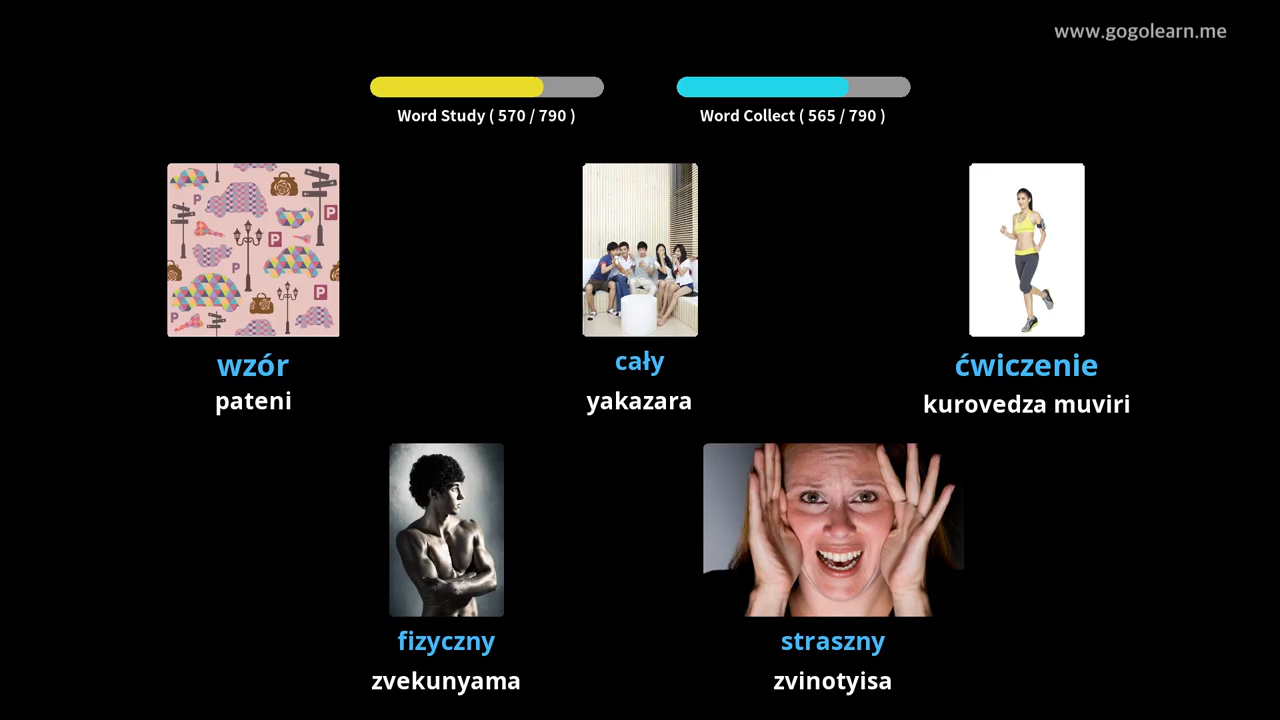 www.gogolearn.me
Word Study ( 570 / 790 )
Word Collect ( 565 / 790 )
P
P
P
P
P
P
wzór
pateni
cały
yakazara
ćwiczenie
kurovedza muviri
fizyczny
zvekunyama
straszny
zvinotyisa